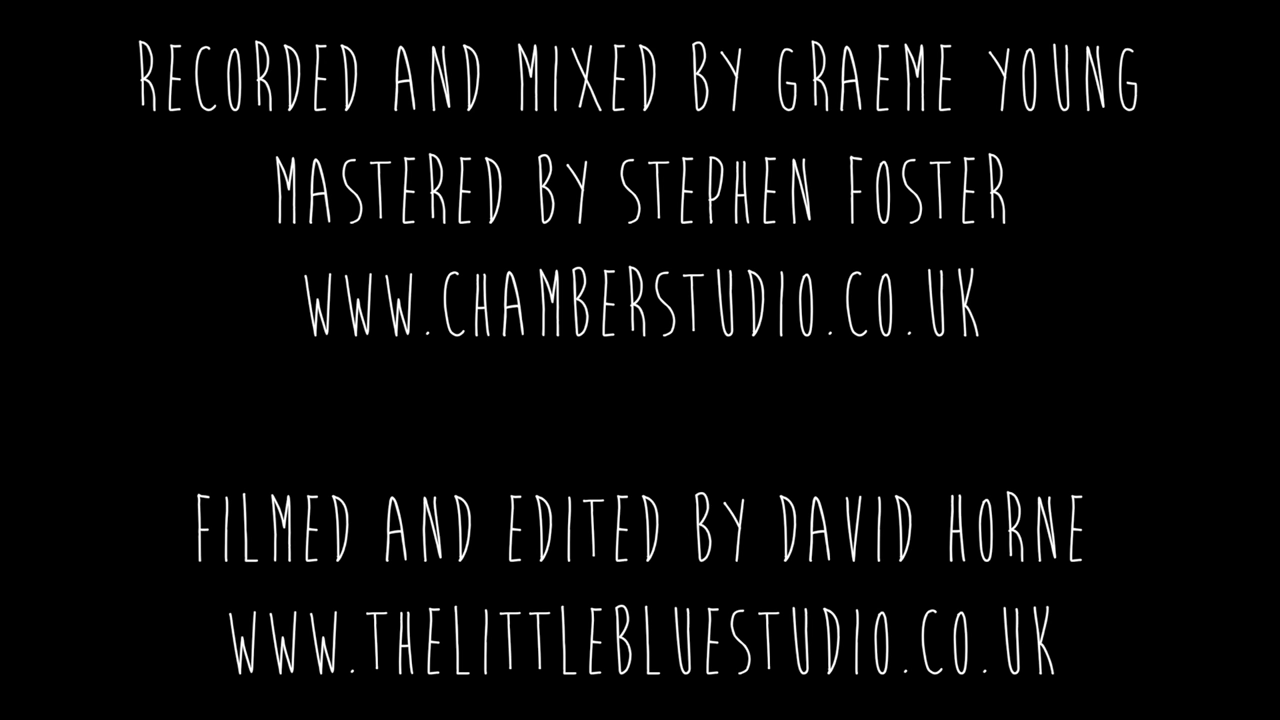 RECORDED AND MIXED BY GRAEME YOUNG
MASTERED BY STEPHEN FOSTER
WWW.CHAMBERSTUDIO.CO.UK
FILMED AND EDITED BY DAVID HORNE
WWW.THELITTLEBLUESTUDIO.CO.UK